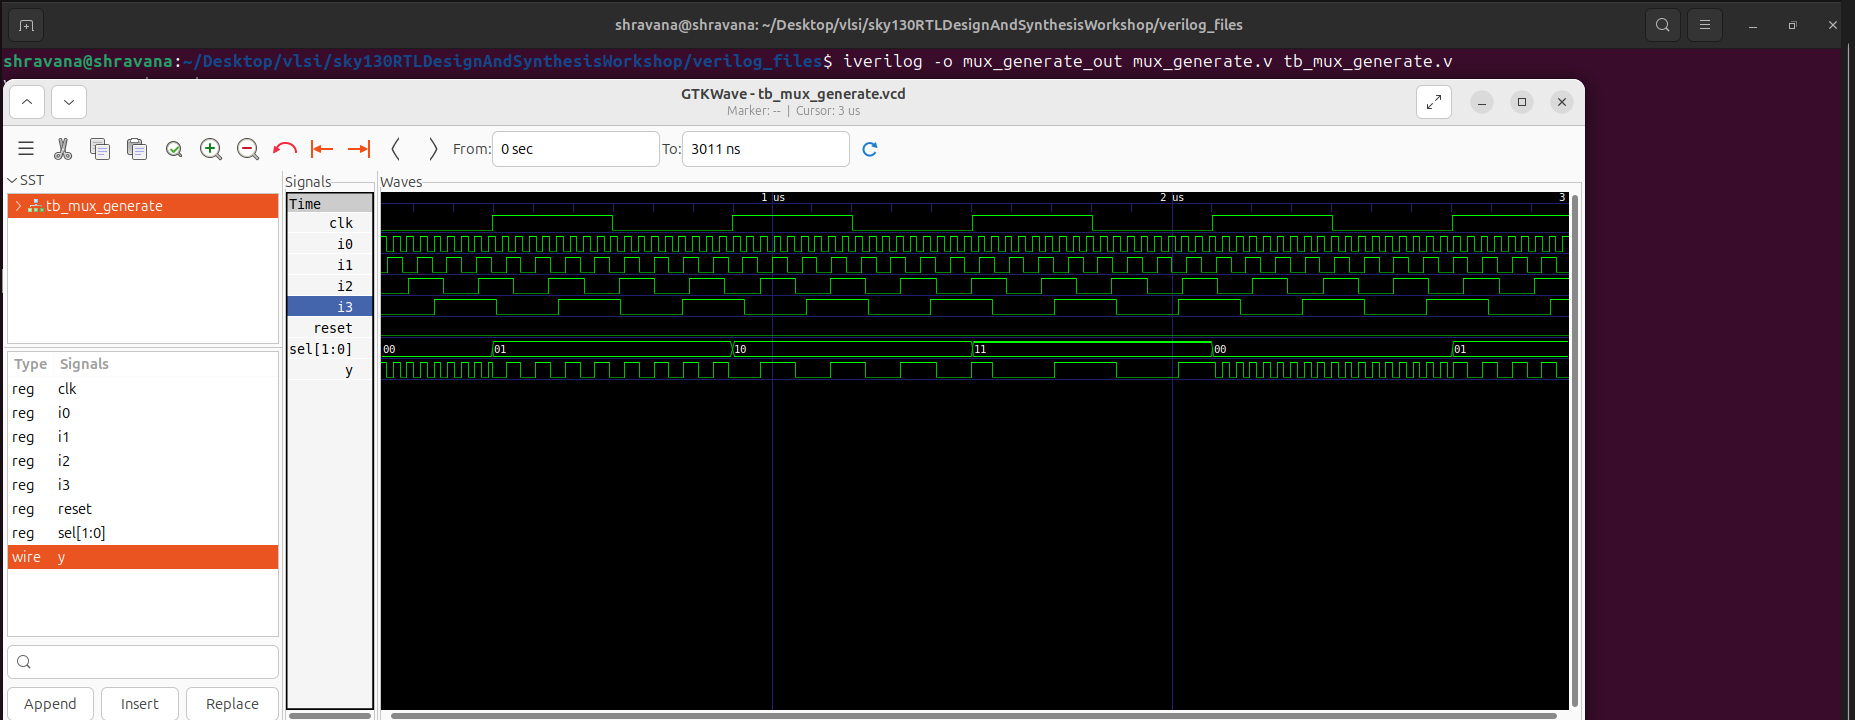 shravana@shravana: ~/Desktop/vlsi/sky130RTLDesignAndSynthesisWorkshop/verilog_files
shravana@shravana:~/Desktop/vlsi/sky130RTLDesignAndSynthesisWorkshop/verilog_files$ iverilog -o mux_generate_out mux_generate.v tb_mux_generate.v
GTKWave - tb_mux_generate.vcd
Marker: -- | Cursor: 3 us
From: 0 sec To: 3011 ns
SST
tb_mux_generate
Type Signals
reg clk
reg i0
reg i1
reg i2
reg i3
reg reset
reg sel[1:0]
wire y
Append Insert Replace
Signals
Time
clk
i0
i1
i2
i3
reset
sel[1:0]
y
Waves
1 us 2 us 3
00 01 10 11 00 01